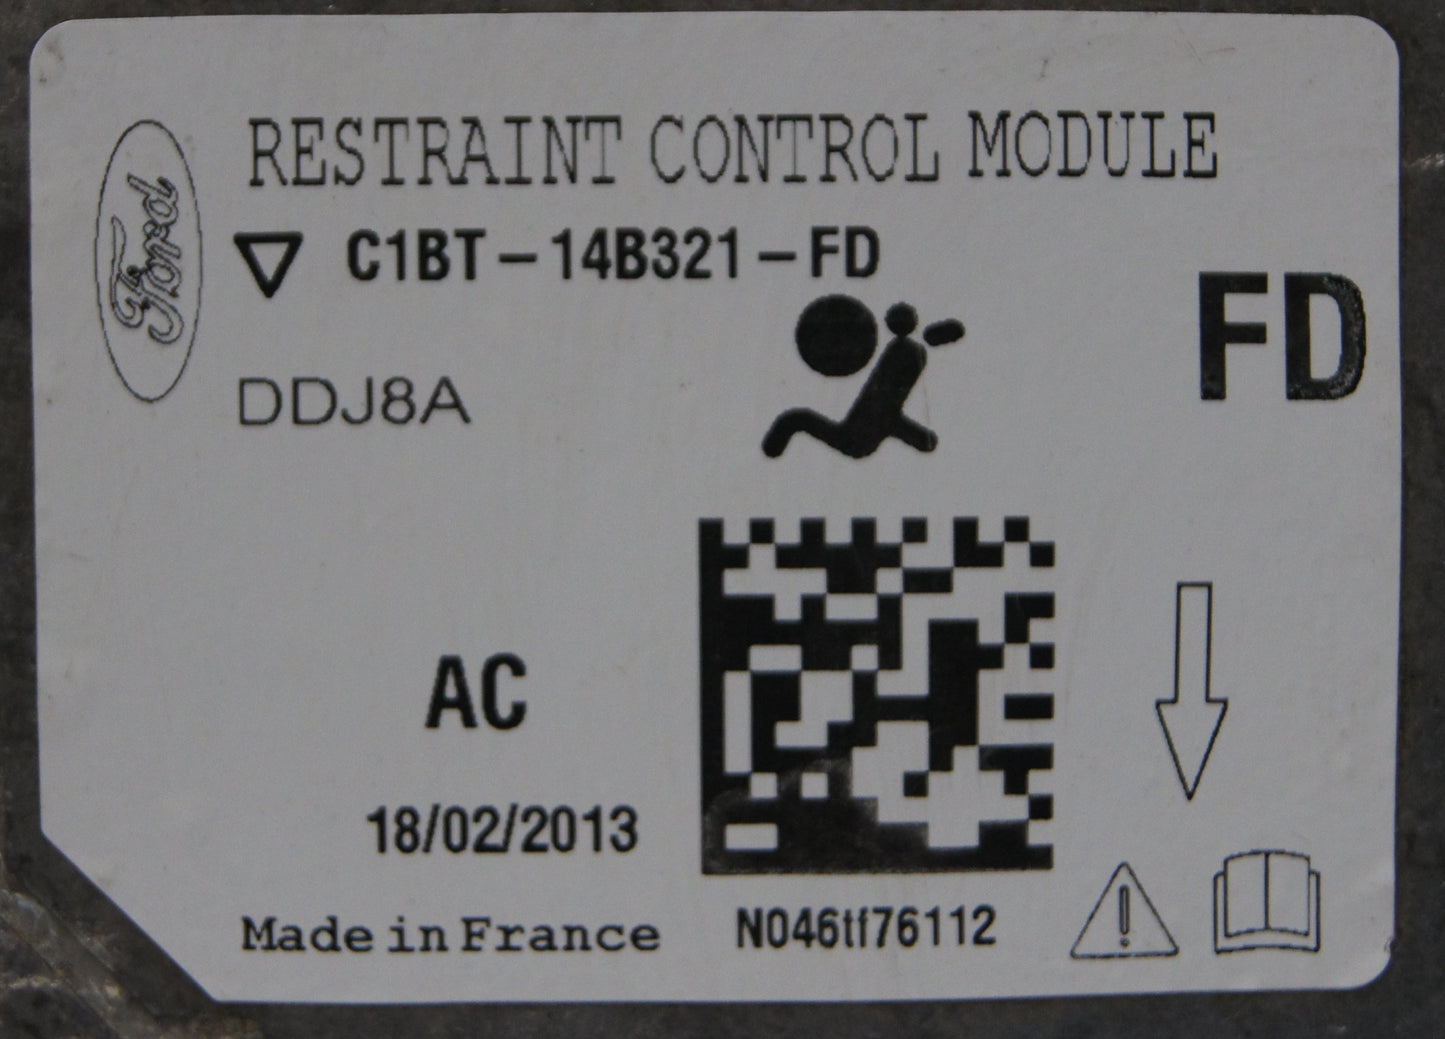 Ford
RESTRAINT CONTROL MODULE
C1BT-14B321-FD
FD
DDJ8A
AC
18/02/2013
Made in France
N046tf76112